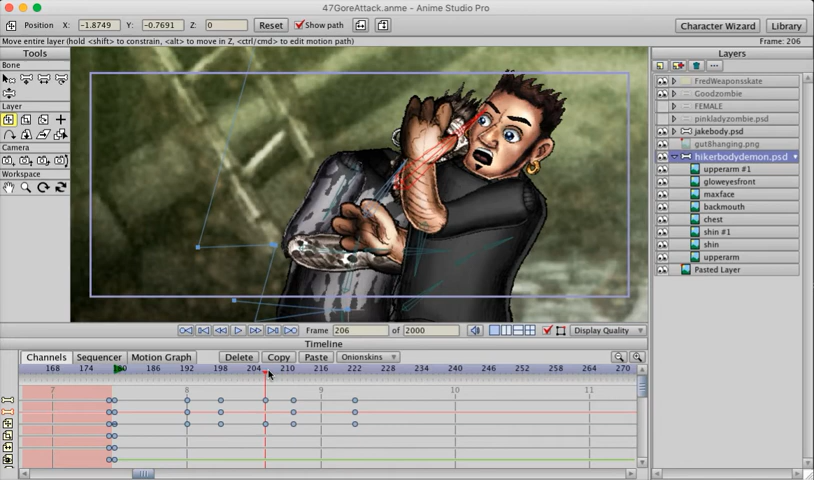 47GoreAttack.anme - Anime Studio Pro
Position X: -1.8749 Y: -0.7691 Z: 0 Reset Show path Character Wizard Library
Move entire layer (hold <shift> to constrain, <alt> to move in Z, <ctrl/cmd> to edit motion path) Frame: 206
Tools
Bone
Layer
Camera
Workspace
Layers
FredWeaponsskate
Goodzombie
FEMALE
pinkladyzombie.psd
jakebody.psd
gut8hanging.png
hikerbodydemon.psd
upperarm #1
gloweyesfront
maxface
backmouth
chest
shin #1
shin
upperarm
Pasted Layer
Frame 206 of 2000 Display Quality
Timeline
Channels Sequencer Motion Graph Delete Copy Paste Onionskins
168 174 180 186 192 198 204 210 216 222 228 234 240 246 252 258 264 270
7 8 9 10 11